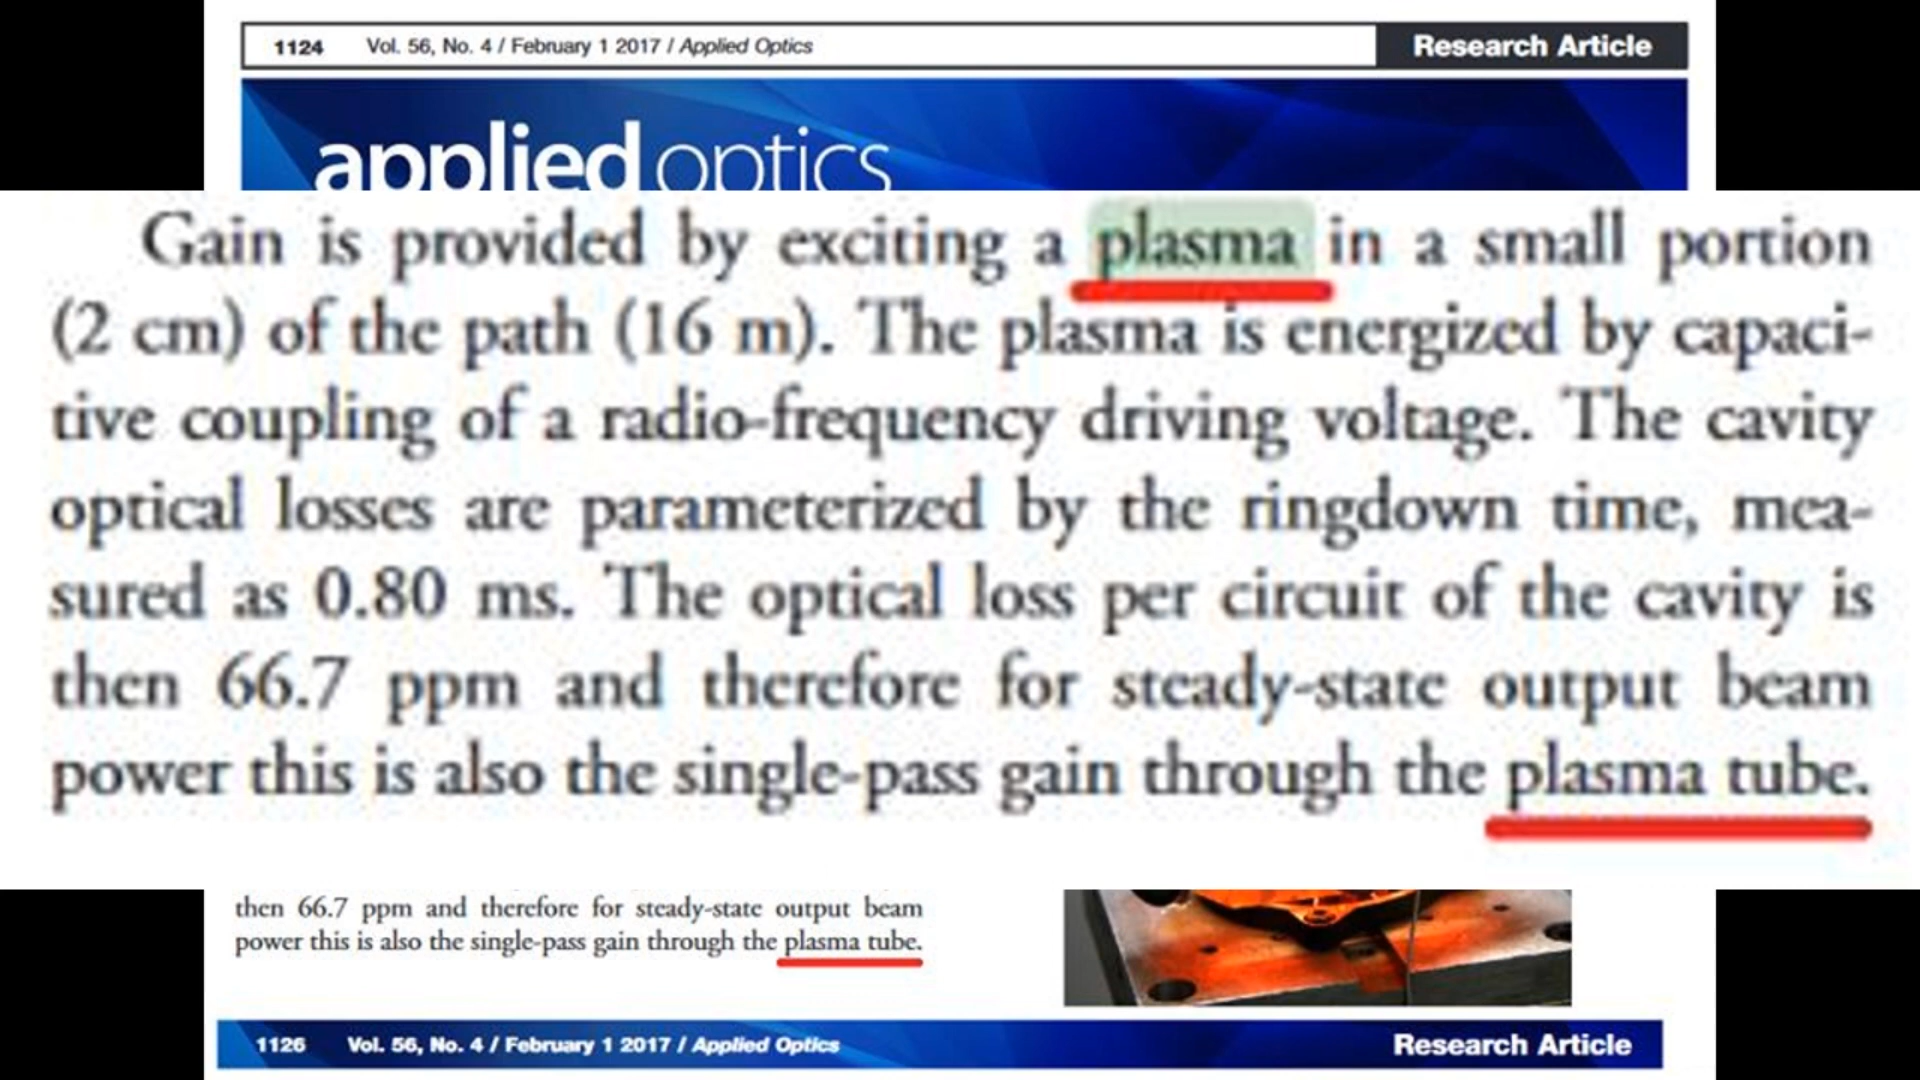 1124 Vol. 56, No. 4 / February 1 2017 / Applied Optics Research Article
applied optics
Gain is provided by exciting a plasma in a small portion
(2 cm) of the path (16 m). The plasma is energized by capaci-
tive coupling of a radio-frequency driving voltage. The cavity
optical losses are parameterized by the ringdown time, mea-
sured as 0.80 ms. The optical loss per circuit of the cavity is
then 66.7 ppm and therefore for steady-state output beam
power this is also the single-pass gain through the plasma tube.
then 66.7 ppm and therefore for steady-state output beam
power this is also the single-pass gain through the plasma tube.
1126 Vol. 56, No. 4 / February 1 2017 / Applied Optics Research Article